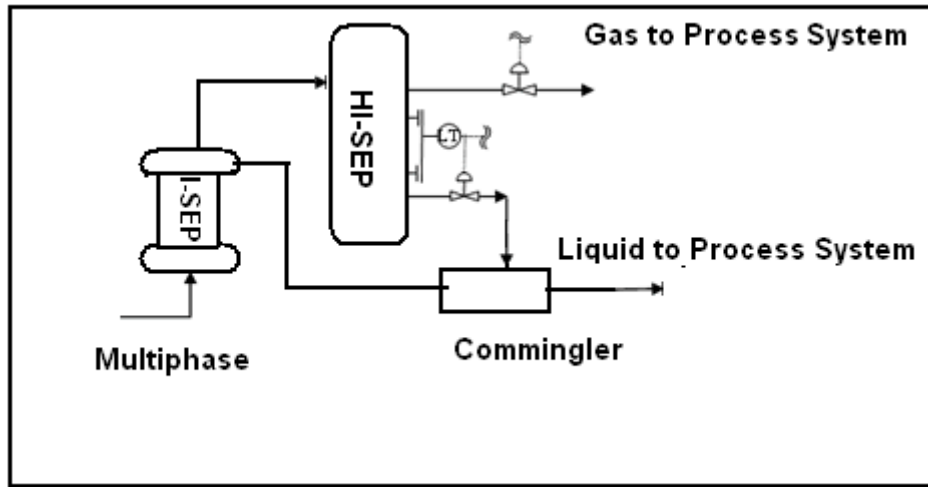 Gas to Process System
HI-SEP
LT
I-SEP
Liquid to Process System
Multiphase
Commingler